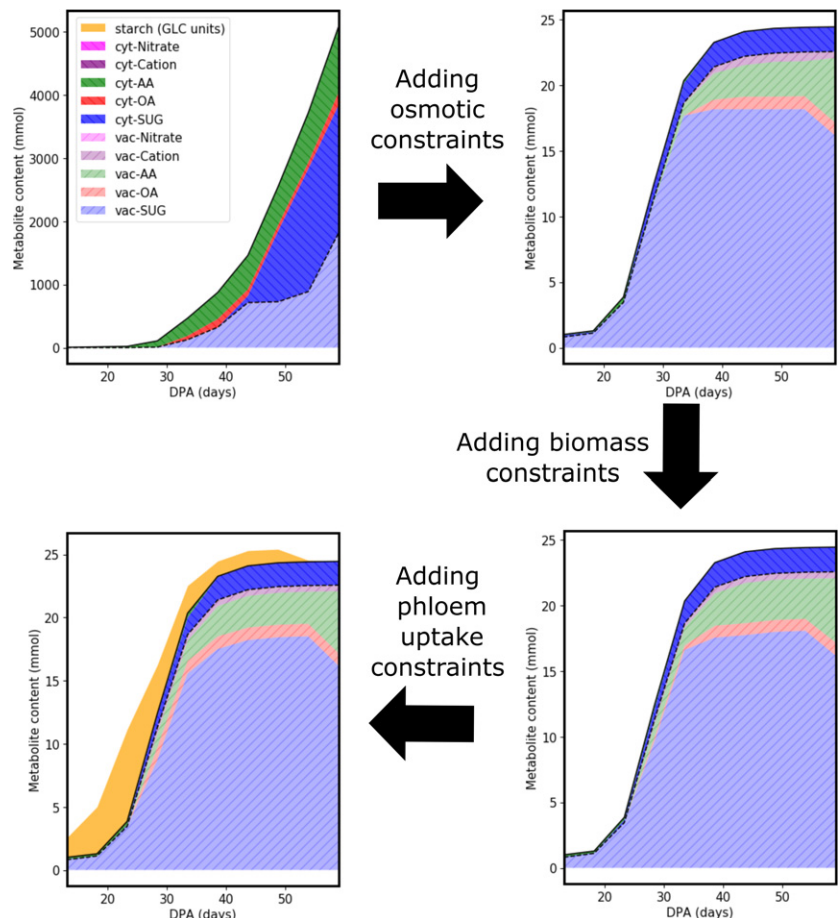 5000
4000
3000
2000
1000
0
Metabolite content (mmol)
starch (GLC units)
cyt-Nitrate
cyt-Cation
cyt-AA
cyt-OA
cyt-SUG
vac-Nitrate
vac-Cation
vac-AA
vac-OA
vac-SUG
20 30 40 50
DPA (days)
Adding
osmotic
constraints
25
20
15
10
5
0
Metabolite content (mmol)
20 30 40 50
DPA (days)
Adding biomass
constraints
25
20
15
10
5
0
Metabolite content (mmol)
20 30 40 50
DPA (days)
Adding
phloem
uptake
constraints
25
20
15
10
5
0
Metabolite content (mmol)
20 30 40 50
DPA (days)